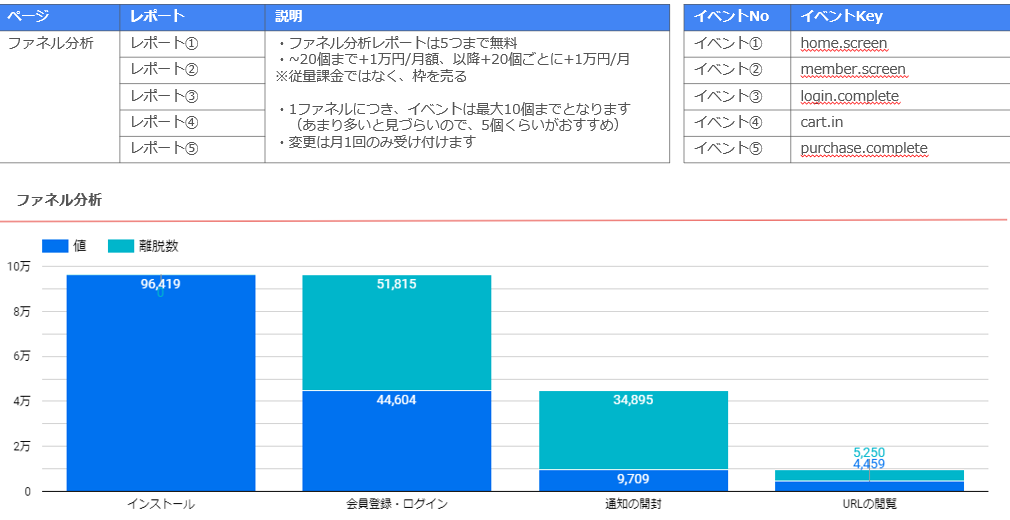 ページ レポート 説明
ファネル分析 レポート① ・ファネル分析レポートは5つまで無料
レポート② ・~20個まで+1万円/月額、以降+20個ごとに+1万円/月
※従量課金ではなく、枠を売る
レポート③ ・1ファネルにつき、イベントは最大10個までとなります
レポート④ （あまり多いと見づらいので、5個くらいがおすすめ）
レポート⑤ ・変更は月1回のみ受け付けます
イベントNo イベントKey
イベント① home.screen
イベント② member.screen
イベント③ login.complete
イベント④ cart.in
イベント⑤ purchase.complete
ファネル分析
値 離脱数
10万
8万
6万
4万
2万
0
96,419
0
51,815
44,604
34,895
9,709
5,250
4,459
インストール 会員登録・ログイン 通知の開封 URLの閲覧